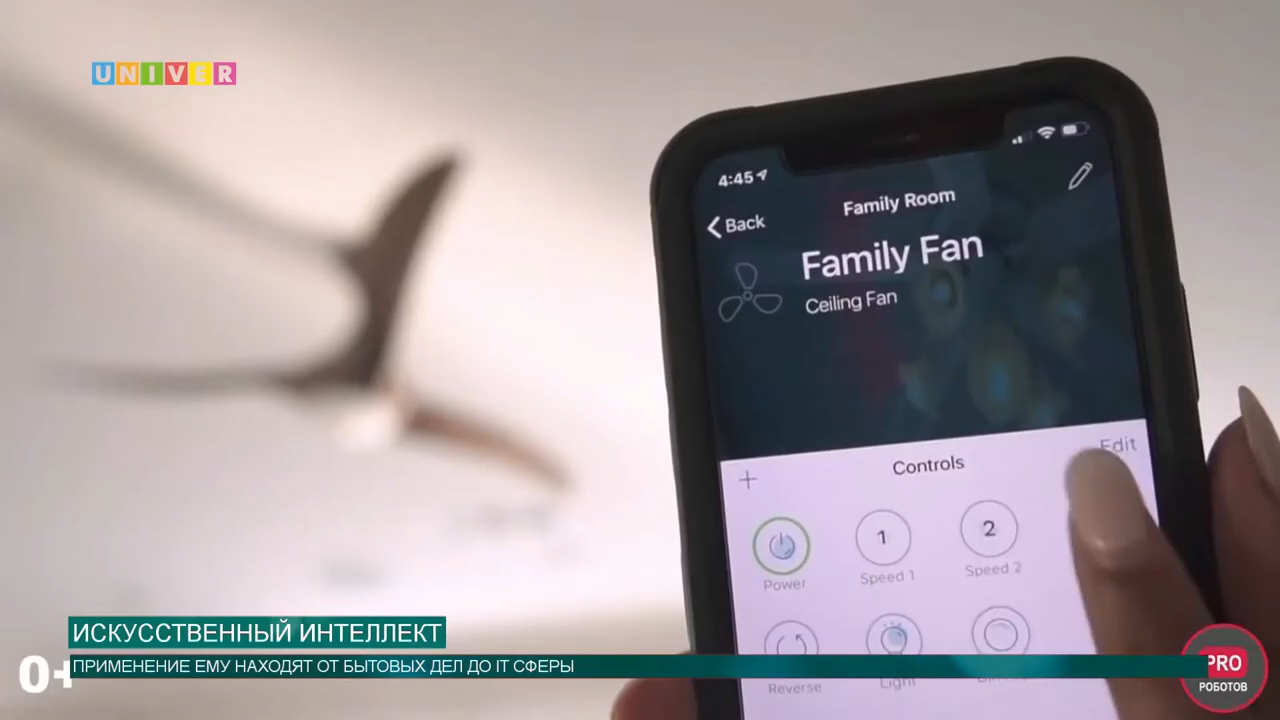 UNIVER
4:45
Family Room
Back
Family Fan
Ceiling Fan
Edit
Controls
1
2
Power
Speed 1
Speed 2
Reverse
Light
ИСКУССТВЕННЫЙ ИНТЕЛЛЕКТ
0+
ПРИМЕНЕНИЕ ЕМУ НАХОДЯТ ОТ БЫТОВЫХ ДЕЛ ДО IT СФЕРЫ
PRO
РОБОТОВ